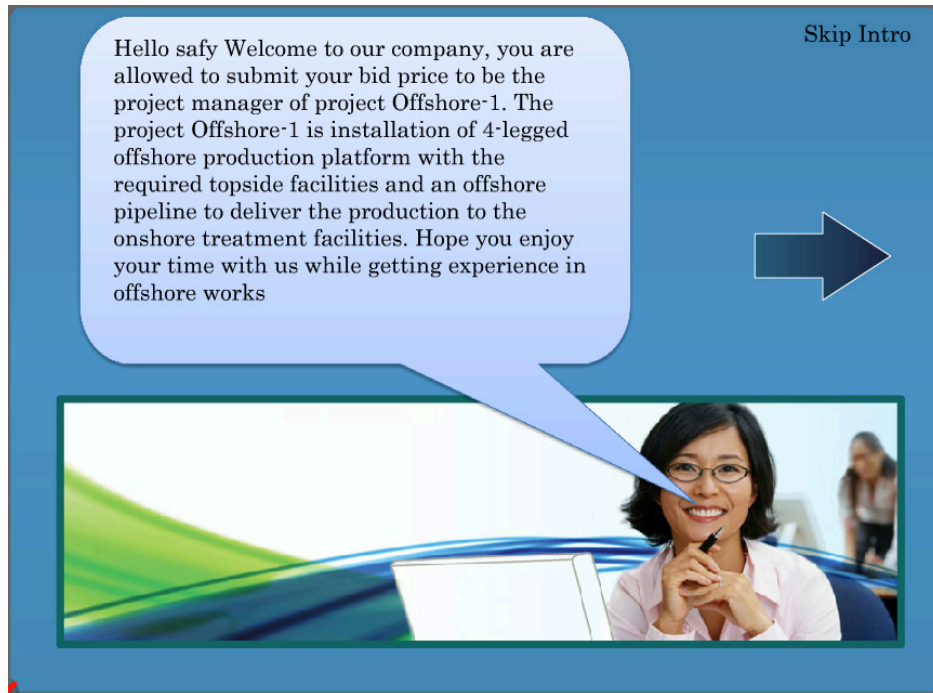 Skip Intro
Hello safy Welcome to our company, you are
allowed to submit your bid price to be the
project manager of project Offshore-1. The
project Offshore-1 is installation of 4-legged
offshore production platform with the
required topside facilities and an offshore
pipeline to deliver the production to the
onshore treatment facilities. Hope you enjoy
your time with us while getting experience in
offshore works